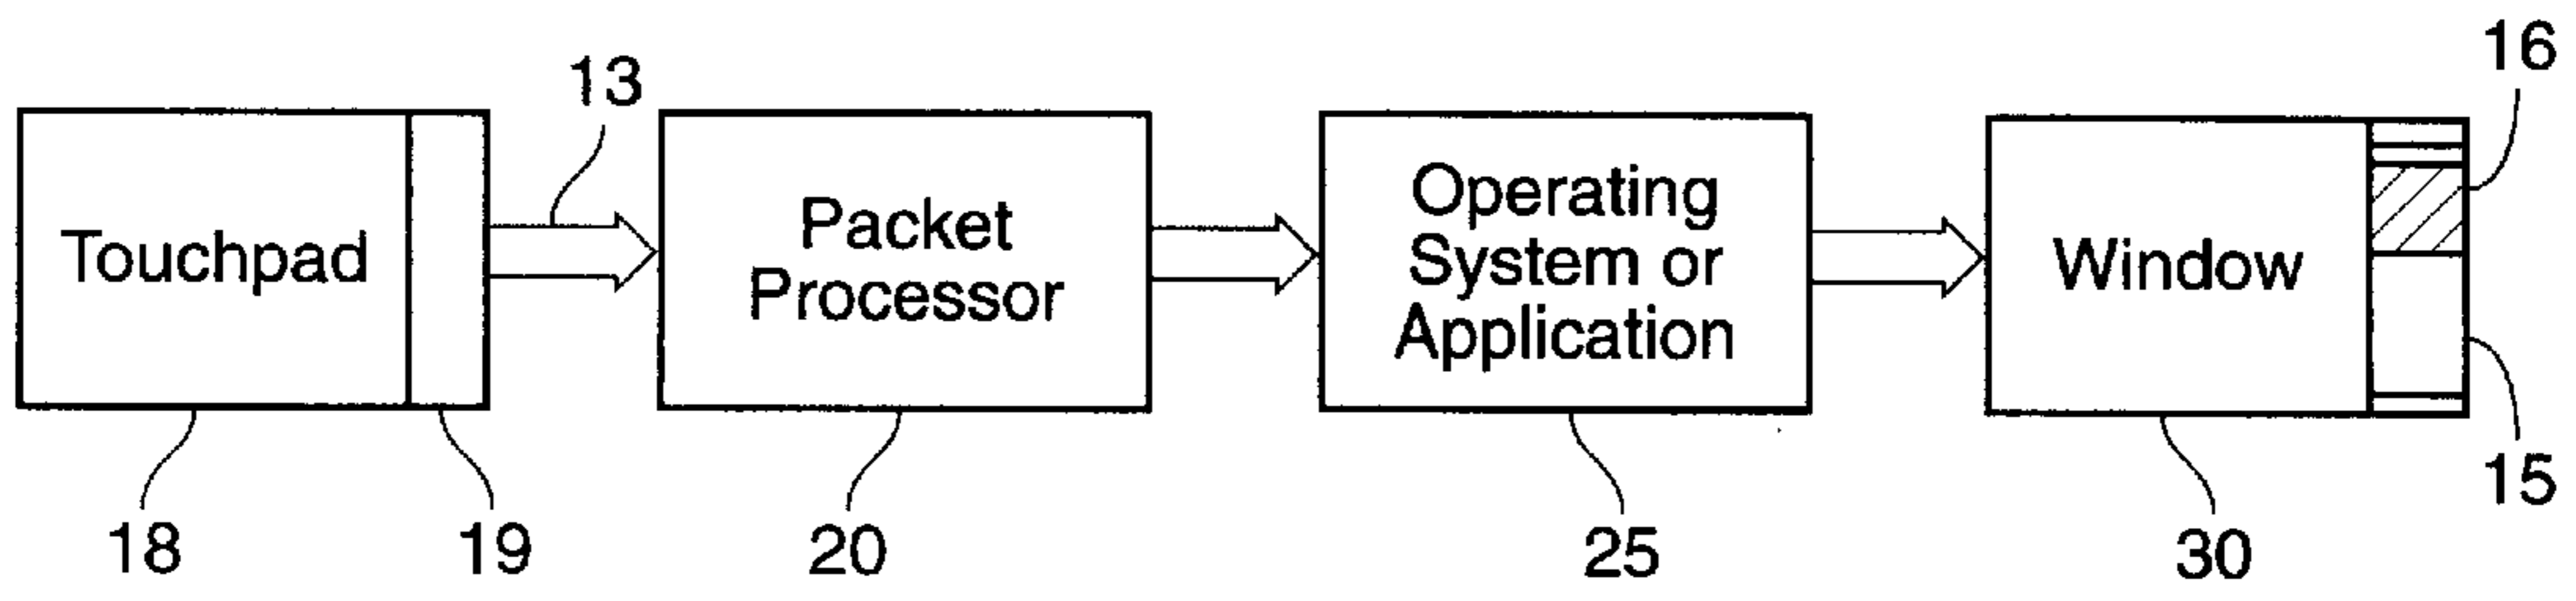 16
13
Touchpad
Packet
Processor
Operating
System or
Application
Window
15
18
19
20
25
30